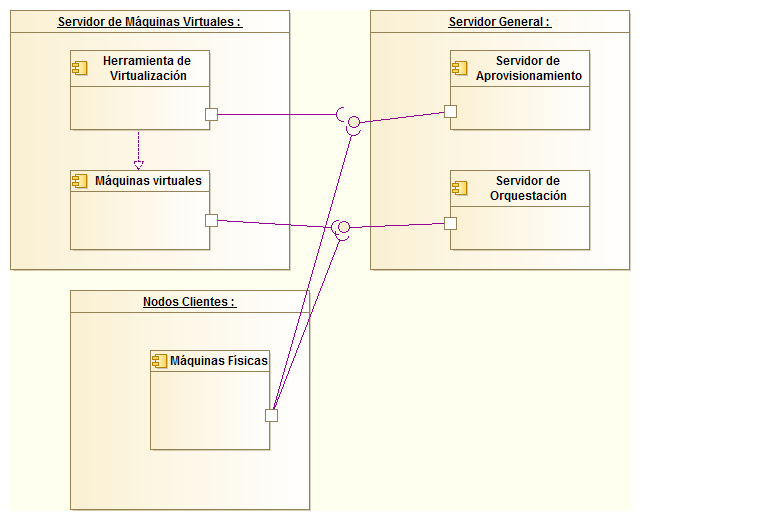 Servidor de Máquinas Virtuales :
Herramienta de
Virtualización
Máquinas virtuales
Servidor General :
Servidor de
Aprovisionamiento
Servidor de
Orquestación
Nodos Clientes :
Máquinas Físicas